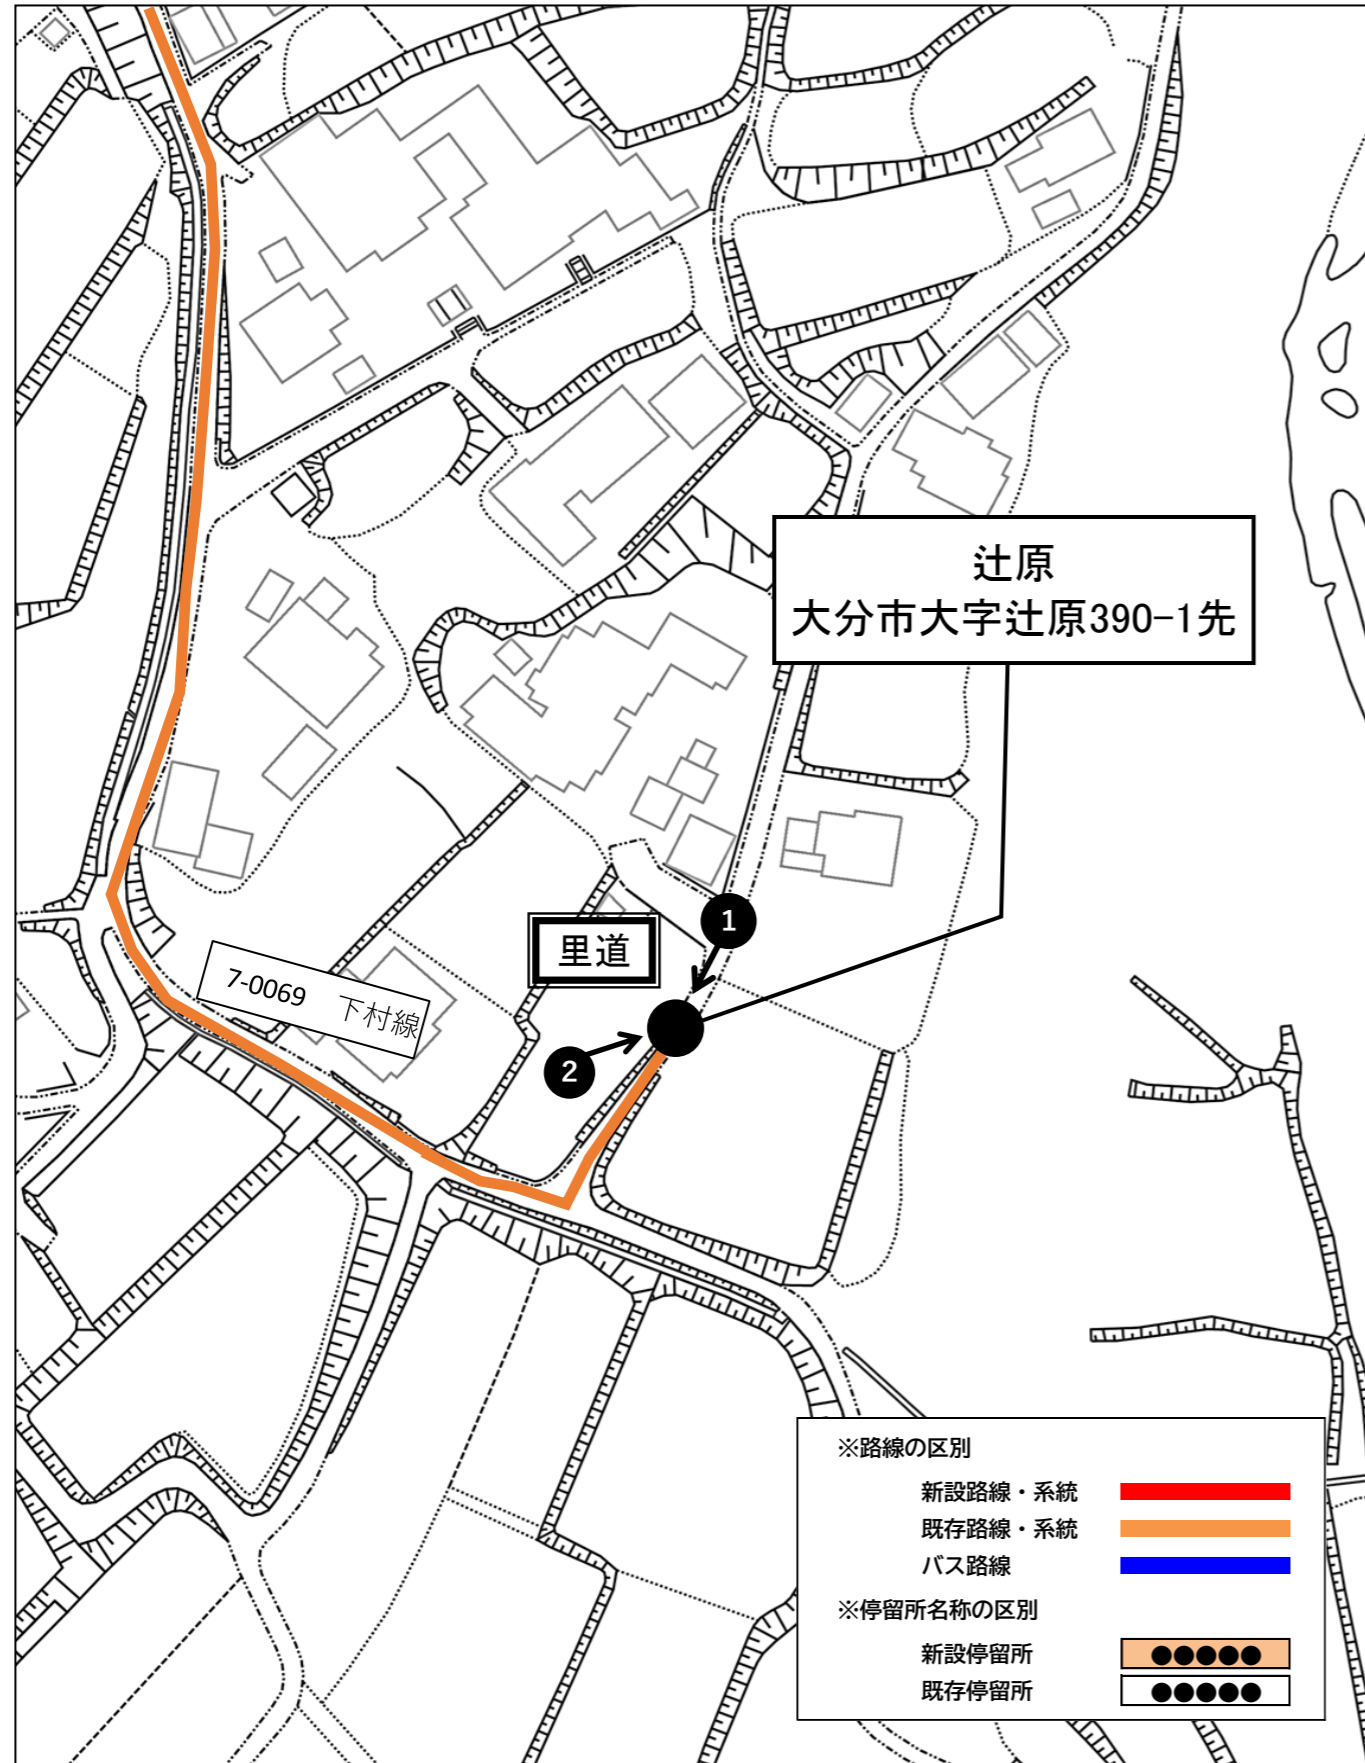 辻原
大分市大字辻原390-1先
里道
1
7-0069 下村線
2
※路線の区別
新設路線・系統
既存路線・系統
バス路線
※停留所名称の区別
新設停留所
●●●●●
既存停留所
●●●●●